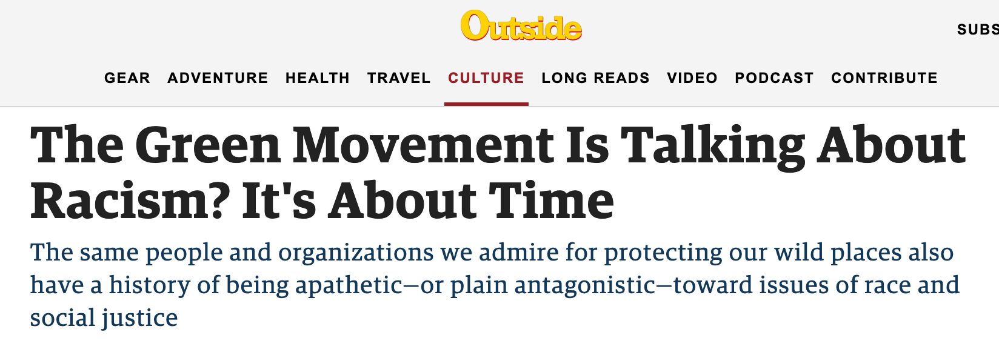 Outside
SUBS
GEAR ADVENTURE HEALTH TRAVEL CULTURE LONG READS VIDEO PODCAST CONTRIBUTE
The Green Movement Is Talking About
Racism? It's About Time
The same people and organizations we admire for protecting our wild places also
have a history of being apathetic—or plain antagonistic—toward issues of race and
social justice